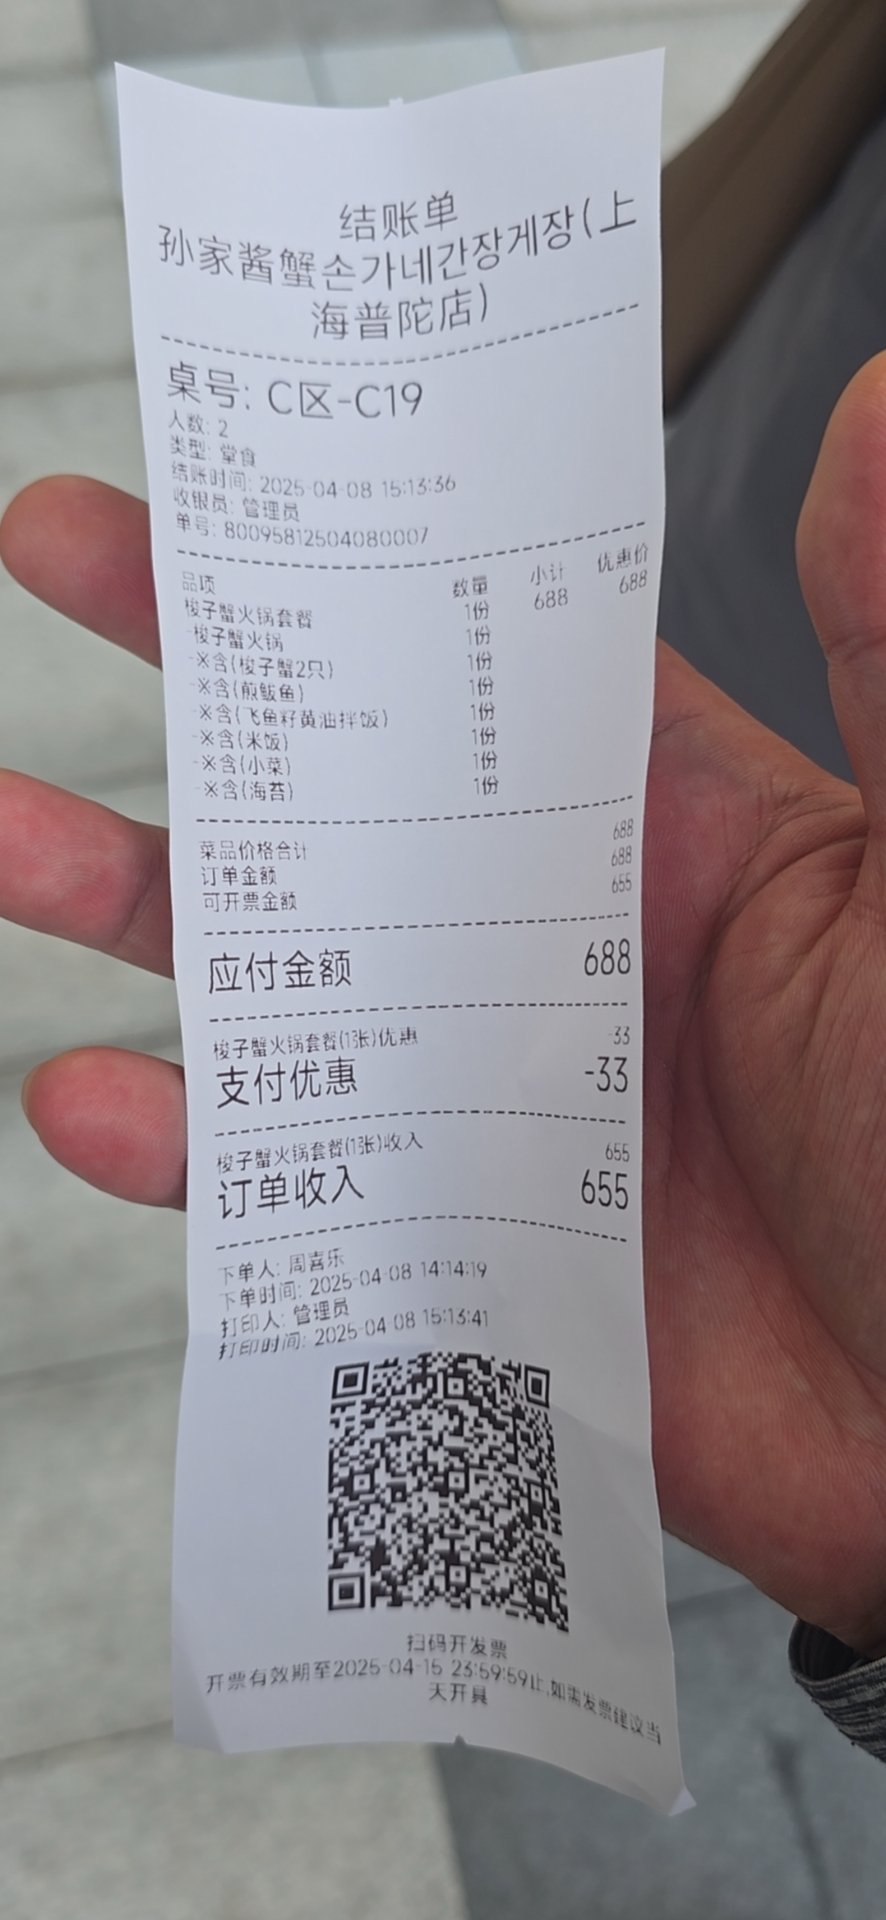 结账单
孙家酱蟹손가네간장게장(上
海普陀店)
桌号: C区-C19
人数: 2
类型: 堂食
结账时间: 2025-04-08 15:13:36
收银员: 管理员
单号: 80095812504080007
品项 数量 小计 优惠价
梭子蟹火锅套餐 1份 688 688
-梭子蟹火锅 1份
-※含(梭子蟹2只) 1份
-※含(煎鲅鱼) 1份
-※含(飞鱼籽黄油拌饭) 1份
-※含(米饭) 1份
-※含(小菜) 1份
-※含(海苔) 1份
菜品价格合计 688
订单金额 688
可开票金额 655
应付金额 688
梭子蟹火锅套餐(1张)优惠 -33
支付优惠 -33
梭子蟹火锅套餐(1张)收入 655
订单收入 655
下单人: 周喜乐
下单时间: 2025-04-08 14:14:19
打印人: 管理员
打印时间: 2025-04-08 15:13:41
扫码开发票
开票有效期至2025-04-15 23:59:59止,如需发票建议当
天开具